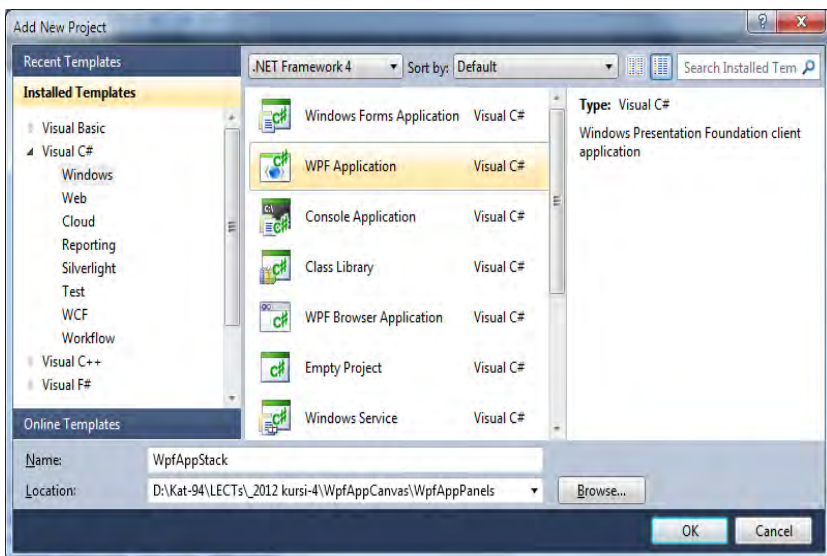 Add New Project
Recent Templates
.NET Framework 4 Sort by: Default Search Installed Tem
Installed Templates
Visual Basic
Visual C#
Windows
Web
Cloud
Reporting
Silverlight
Test
WCF
Workflow
Visual C++
Visual F#
Online Templates
Windows Forms Application Visual C#
WPF Application Visual C#
Console Application Visual C#
Class Library Visual C#
WPF Browser Application Visual C#
Empty Project Visual C#
Windows Service Visual C#
Type: Visual C#
Windows Presentation Foundation client
application
Name: WpfAppStack
Location: D:\Kat-94\LECTs\_2012 kursi-4\WpfAppCanvas\WpfAppPanels Browse...
OK Cancel